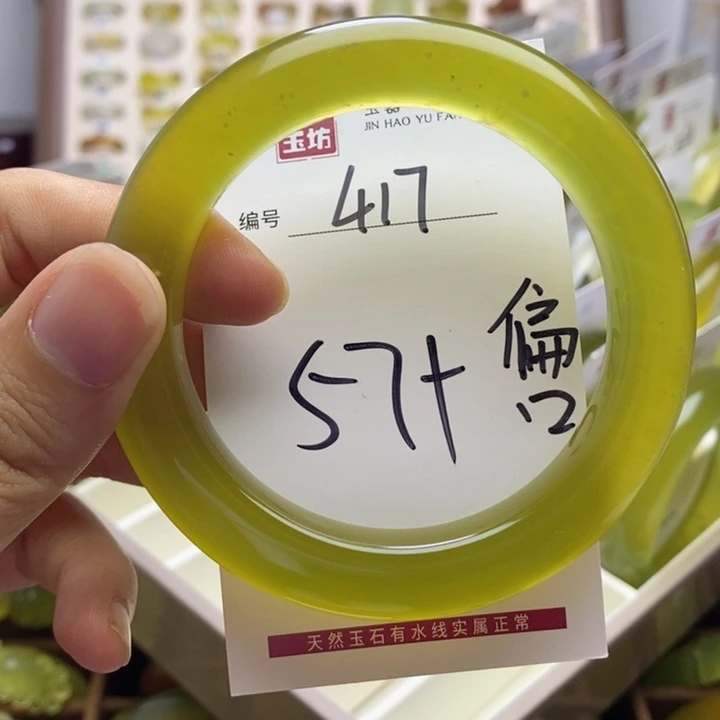 玉坊
JIN HAO YU FAN
编号 417
57+ 偏口
天然玉石有水线实属正常